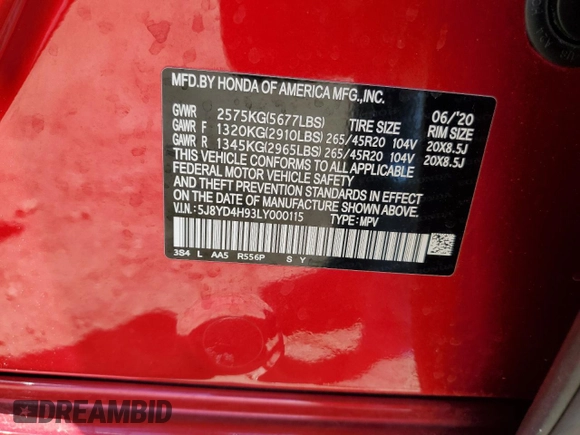 MFD.BY HONDA OF AMERICA MFG.,INC.
GVWR 2575KG(5677LBS) TIRE SIZE 06/'20 RIM SIZE
GAWR F 1320KG(2910LBS) 265/45R20 104V 20X8.5J
GAWR R 1345KG(2965LBS) 265/45R20 104V 20X8.5J
THIS VEHICLE CONFORMS TO ALL APPLICABLE
FEDERAL MOTOR VEHICLE SAFETY
AND THEFT PREVENTION STANDARDS IN EFFECT
ON THE DATE OF MANUFACTURE SHOWN ABOVE.
V.I.N.: 5J8YD4H93LY000115 TYPE: MPV
3S4 L AA5 R556P S Y
DREAMBID